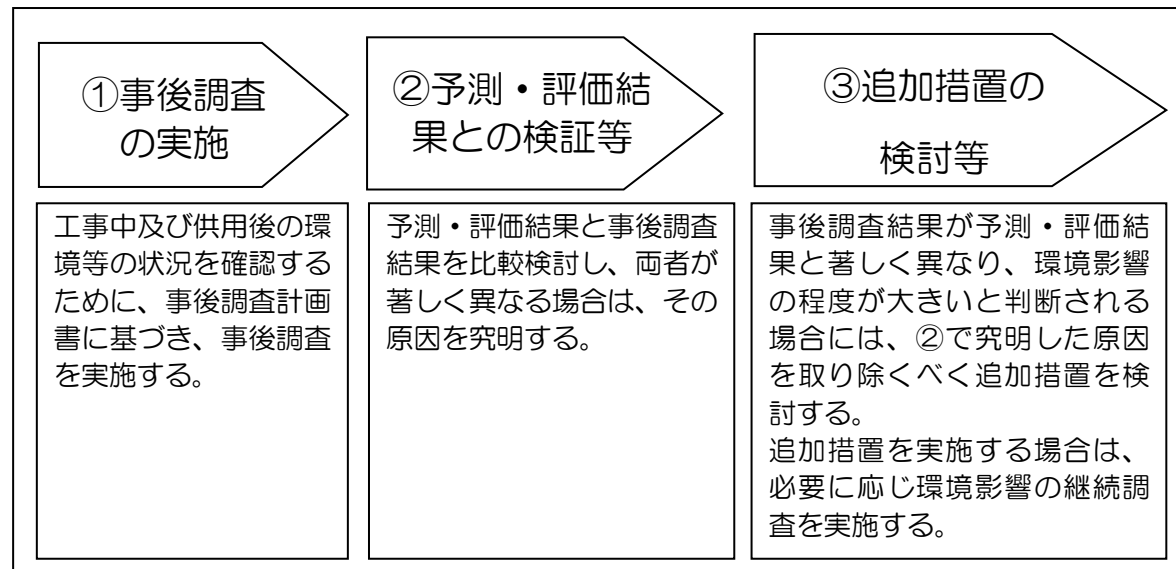 ①事後調査
の実施
工事中及び供用後の環
境等の状況を確認する
ために、事後調査計画
書に基づき、事後調査
を実施する。
②予測・評価結
果との検証等
予測・評価結果と事後調査
結果を比較検討し、両者が
著しく異なる場合は、その
原因を究明する。
③追加措置の
検討等
事後調査結果が予測・評価結
果と著しく異なり、環境影響
の程度が大きいと判断される
場合には、②で究明した原因
を取り除くべく追加措置を検
討する。
追加措置を実施する場合は、
必要に応じ環境影響の継続調
査を実施する。